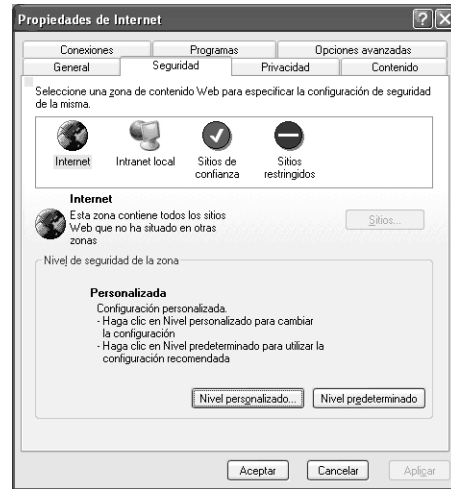 Propiedades de Internet
Conexiones Programas Opciones avanzadas
General Seguridad Privacidad Contenido
Seleccione una zona de contenido Web para especificar la configuración de seguridad
de la misma.
Internet Intranet local Sitios de confianza Sitios restringidos
Internet
Esta zona contiene todos los sitios
Web que no ha situado en otras
zonas
Sitios...
Nivel de seguridad de la zona
Personalizada
Configuración personalizada.
- Haga clic en Nivel personalizado para cambiar
la configuración
- Haga clic en Nivel predeterminado para utilizar la
configuración recomendada
Nivel personalizado... Nivel predeterminado
Aceptar Cancelar Aplicar